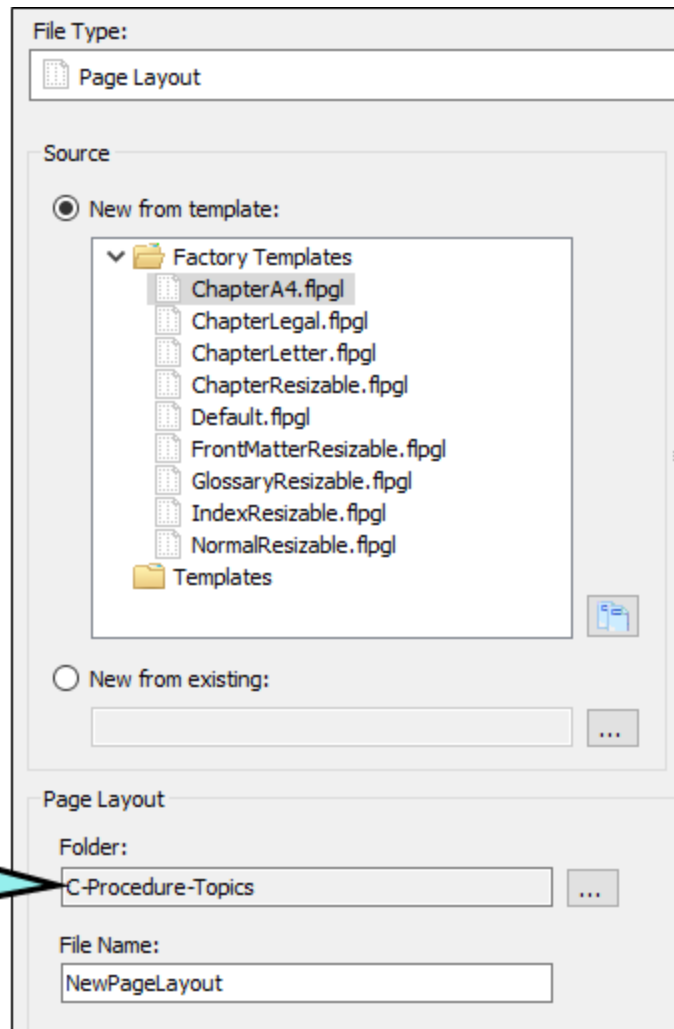 File Type:
Page Layout
Source
New from template:
Factory Templates
ChapterA4.flpgl
ChapterLegal.flpgl
ChapterLetter.flpgl
ChapterResizable.flpgl
Default.flpgl
FrontMatterResizable.flpgl
GlossaryResizable.flpgl
IndexResizable.flpgl
NormalResizable.flpgl
Templates
New from existing:
...
Page Layout
Folder:
C-Procedure-Topics ...
File Name:
NewPageLayout